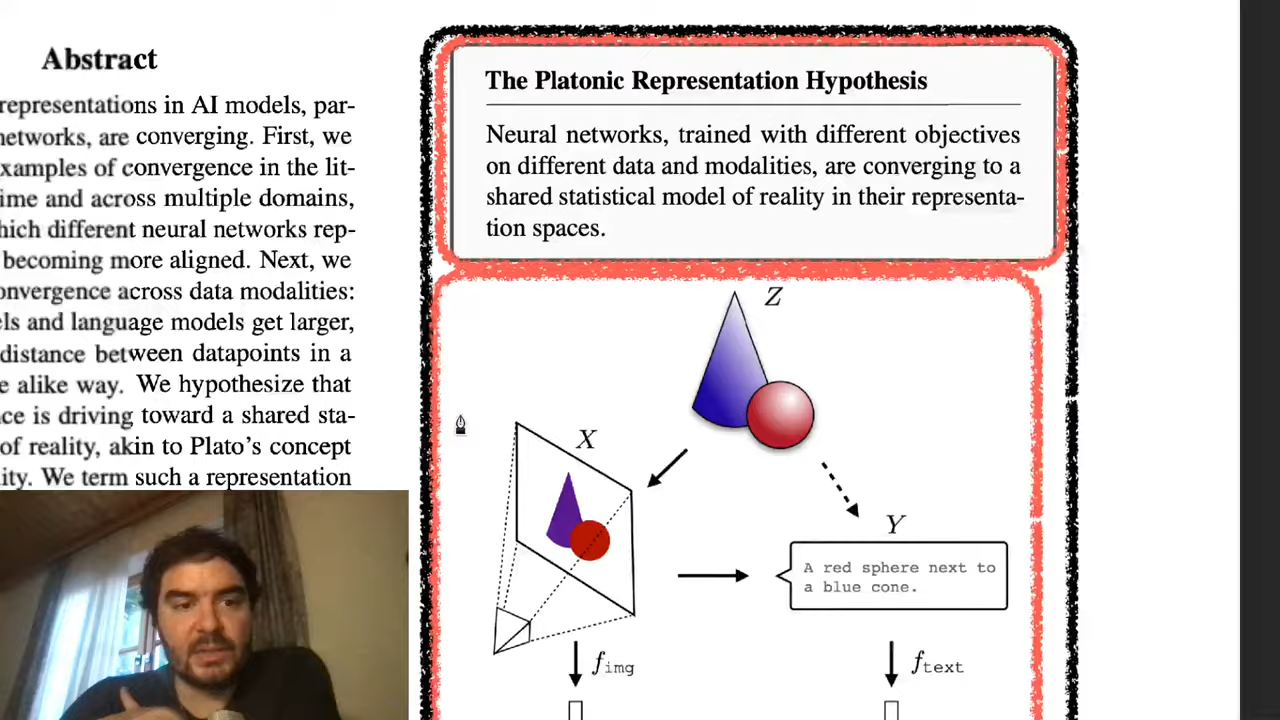 Abstract
representations in AI models, par-
networks, are converging. First, we
xamples of convergence in the lit-
ime and across multiple domains,
hich different neural networks rep-
becoming more aligned. Next, we
onvergence across data modalities:
els and language models get larger,
distance between datapoints in a
e alike way. We hypothesize that
ce is driving toward a shared sta-
of reality, akin to Plato's concept
ity. We term such a representation
The Platonic Representation Hypothesis
Neural networks, trained with different objectives
on different data and modalities, are converging to a
shared statistical model of reality in their representa-
tion spaces.
Z
X
Y
A red sphere next to
a blue cone.
fimg
ftext